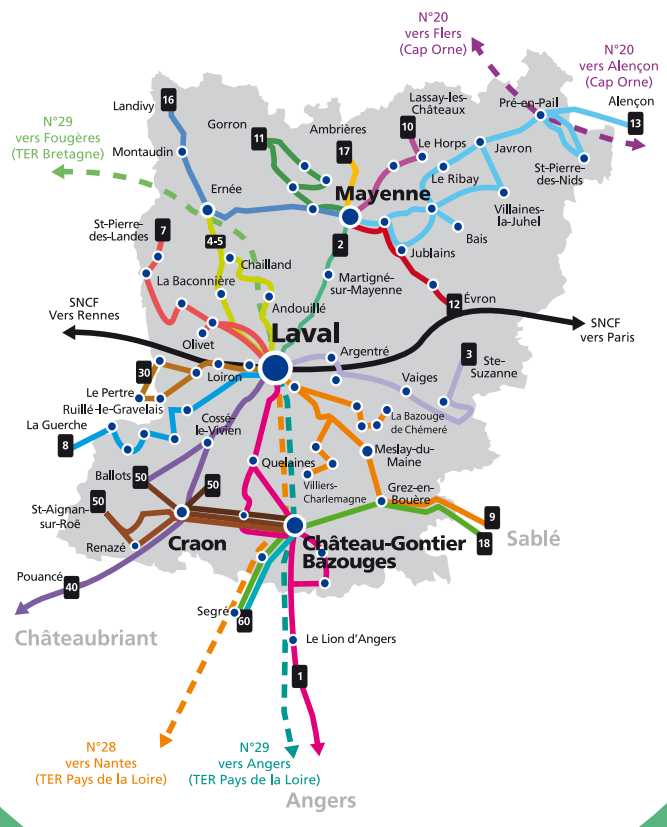 N°20
vers Flers
(Cap Orne)
N°20
vers Alençon
(Cap Orne)
Lassay-les-
Châteaux
Pré-en-Pail
Alençon
16
Landivy
13
N°29
vers Fougères
(TER Bretagne)
Gorron
11
Ambrières
10
17
Le Horps
Javron
Montaudin
St-Pierre-
des-Nids
Le Ribay
Ernée
Mayenne
Villaines-
la-Juhel
St-Pierre-
des-Landes
7
4-5
2
Bais
Jublains
Chailland
La Baconnière
Martigné-
sur-Mayenne
Évron
12
Andouillé
SNCF
Vers Rennes
SNCF
vers Paris
Laval
Olivet
Argentré
3
Ste-
Suzanne
30
Loiron
Vaiges
Le Pertre
Ruillé-le-Gravelais
La Guerche
8
Cossé-
le-Vivien
La Bazouge
de Chémeré
Meslay-du-
Maine
Quelaines
Ballots
50
50
Villiers-
Charlemagne
Grez-en-
Bouère
50
St-Aignan-
sur-Roë
9
18
Sablé
Renazé
Craon
Château-Gontier
Bazouges
Pouancé
40
Segré
60
Châteaubriant
Le Lion d'Angers
1
N°28
vers Nantes
(TER Pays de la Loire)
N°29
vers Angers
(TER Pays de la Loire)
Angers